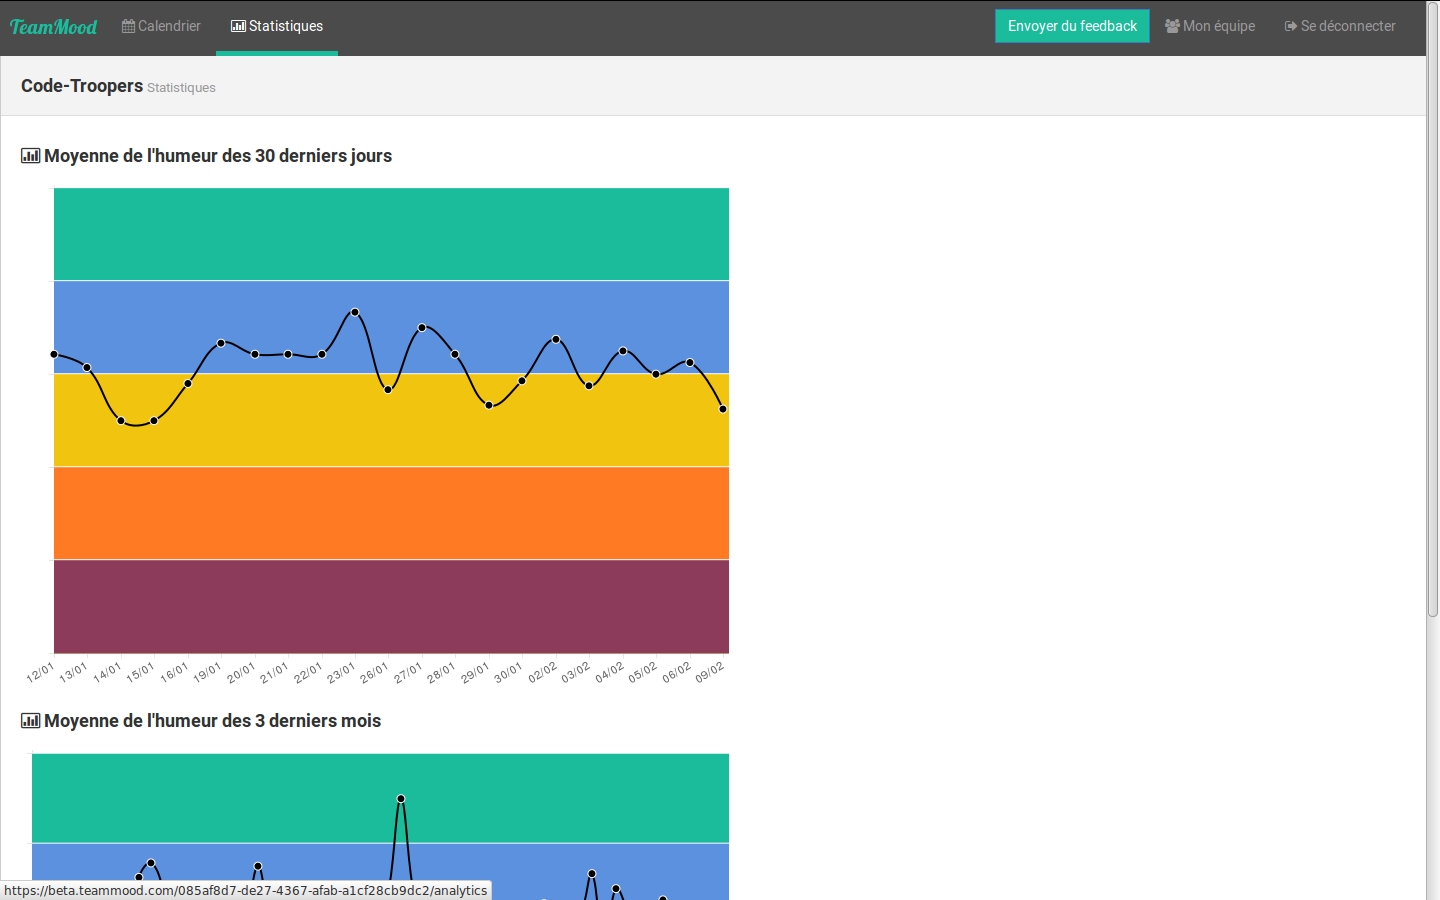 TeamMood Calendrier Statistiques Envoyer du feedback Mon équipe Se déconnecter
Code-Troopers Statistiques
Moyenne de l'humeur des 30 derniers jours
12/01 13/01 14/01 15/01 16/01 19/01 20/01 21/01 22/01 23/01 26/01 27/01 28/01 29/01 30/01 02/02 03/02 04/02 05/02 06/02 09/02
Moyenne de l'humeur des 3 derniers mois
https://beta.teammood.com/085af8d7-de27-4367-afab-a1cf28cb9dc2/analytics